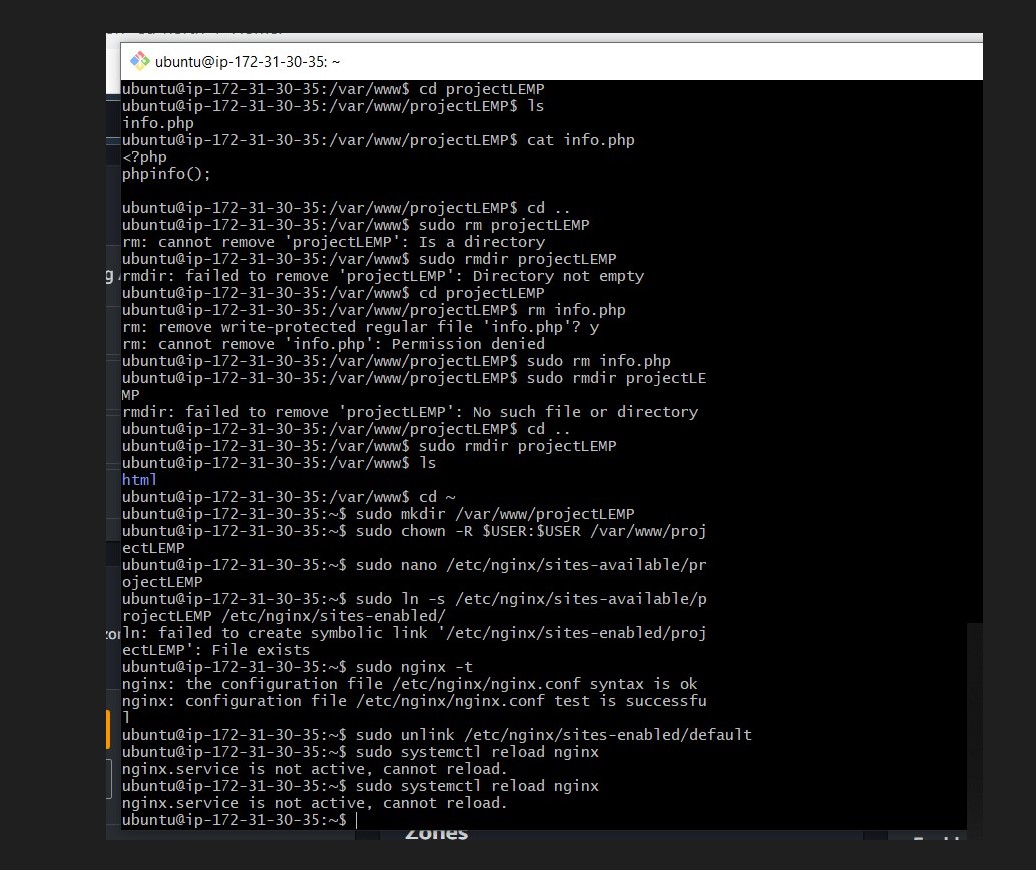 ubuntu@ip-172-31-30-35: ~
ubuntu@ip-172-31-30-35:/var/www$ cd projectLEMP
ubuntu@ip-172-31-30-35:/var/www/projectLEMP$ ls
info.php
ubuntu@ip-172-31-30-35:/var/www/projectLEMP$ cat info.php
<?php
phpinfo();
ubuntu@ip-172-31-30-35:/var/www/projectLEMP$ cd ..
ubuntu@ip-172-31-30-35:/var/www$ sudo rm projectLEMP
rm: cannot remove 'projectLEMP': Is a directory
ubuntu@ip-172-31-30-35:/var/www$ sudo rmdir projectLEMP
rmdir: failed to remove 'projectLEMP': Directory not empty
ubuntu@ip-172-31-30-35:/var/www$ cd projectLEMP
ubuntu@ip-172-31-30-35:/var/www/projectLEMP$ rm info.php
rm: remove write-protected regular file 'info.php'? y
rm: cannot remove 'info.php': Permission denied
ubuntu@ip-172-31-30-35:/var/www/projectLEMP$ sudo rm info.php
ubuntu@ip-172-31-30-35:/var/www/projectLEMP$ sudo rmdir projectLE
MP
rmdir: failed to remove 'projectLEMP': No such file or directory
ubuntu@ip-172-31-30-35:/var/www/projectLEMP$ cd ..
ubuntu@ip-172-31-30-35:/var/www$ sudo rmdir projectLEMP
ubuntu@ip-172-31-30-35:/var/www$ ls
html
ubuntu@ip-172-31-30-35:/var/www$ cd ~
ubuntu@ip-172-31-30-35:~$ sudo mkdir /var/www/projectLEMP
ubuntu@ip-172-31-30-35:~$ sudo chown -R $USER:$USER /var/www/proj
ectLEMP
ubuntu@ip-172-31-30-35:~$ sudo nano /etc/nginx/sites-available/pr
ojectLEMP
ubuntu@ip-172-31-30-35:~$ sudo ln -s /etc/nginx/sites-available/p
rojectLEMP /etc/nginx/sites-enabled/
ln: failed to create symbolic link '/etc/nginx/sites-enabled/proj
ectLEMP': File exists
ubuntu@ip-172-31-30-35:~$ sudo nginx -t
nginx: the configuration file /etc/nginx/nginx.conf syntax is ok
nginx: configuration file /etc/nginx/nginx.conf test is successfu
l
ubuntu@ip-172-31-30-35:~$ sudo unlink /etc/nginx/sites-enabled/default
ubuntu@ip-172-31-30-35:~$ sudo systemctl reload nginx
nginx.service is not active, cannot reload.
ubuntu@ip-172-31-30-35:~$ sudo systemctl reload nginx
nginx.service is not active, cannot reload.
ubuntu@ip-172-31-30-35:~$
Zones